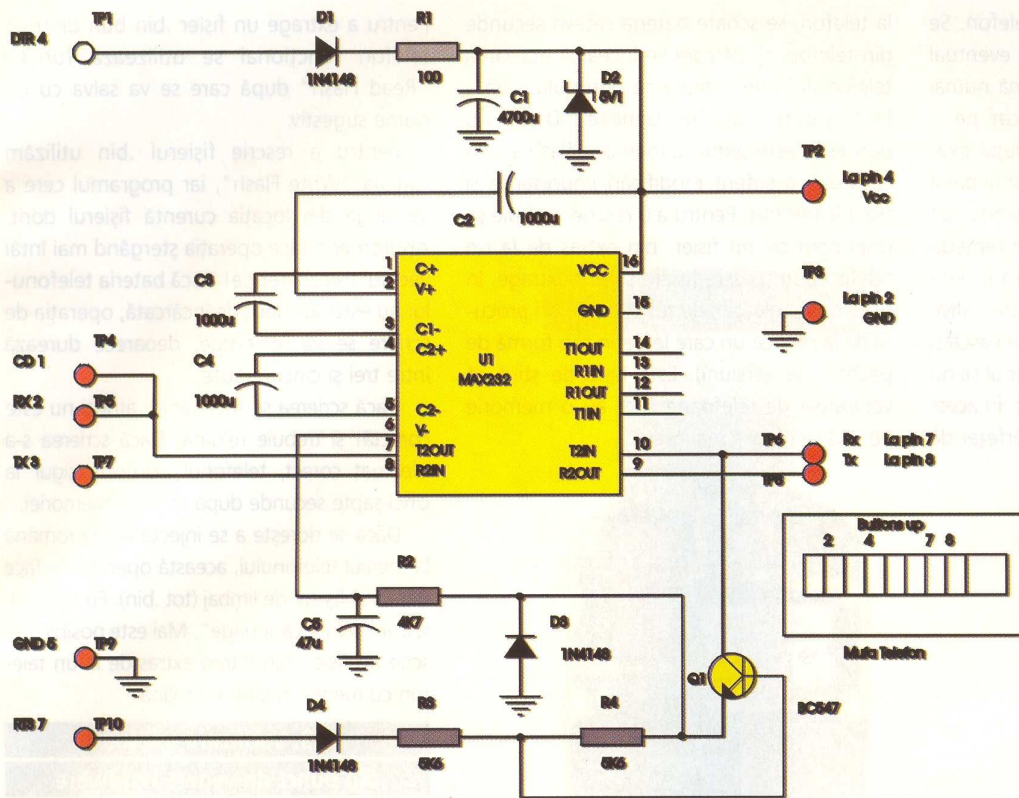 TP1
DTR 4
D1
1N4148
R1
100
C1
4700u
D2
5V1
TP2
La pin 4
Vcc
C2
1000u
C3
1000u
C4
1000u
1
2
3
4
5
6
7
8
C+
V+
C1-
C2+
C2-
V-
T2OUT
R2IN
U1
MAX232
VCC
GND
T1OUT
R1IN
R1OUT
T1IN
T2IN
R2OUT
16
15
14
13
12
11
10
9
TP3
La pin 2
GND
CD 1
TP4
RX 2
TP5
TX 3
TP7
TP6
Rx
La pin 7
Tx
La pin 8
TP8
Buttons up
2 4 7 8
Mufa Telefon
R2
4K7
C5
47u
D3
1N4148
GND 5
TP9
RTS 7
TP10
D4
1N4148
R3
5K6
R4
5K6
Q1
BC547